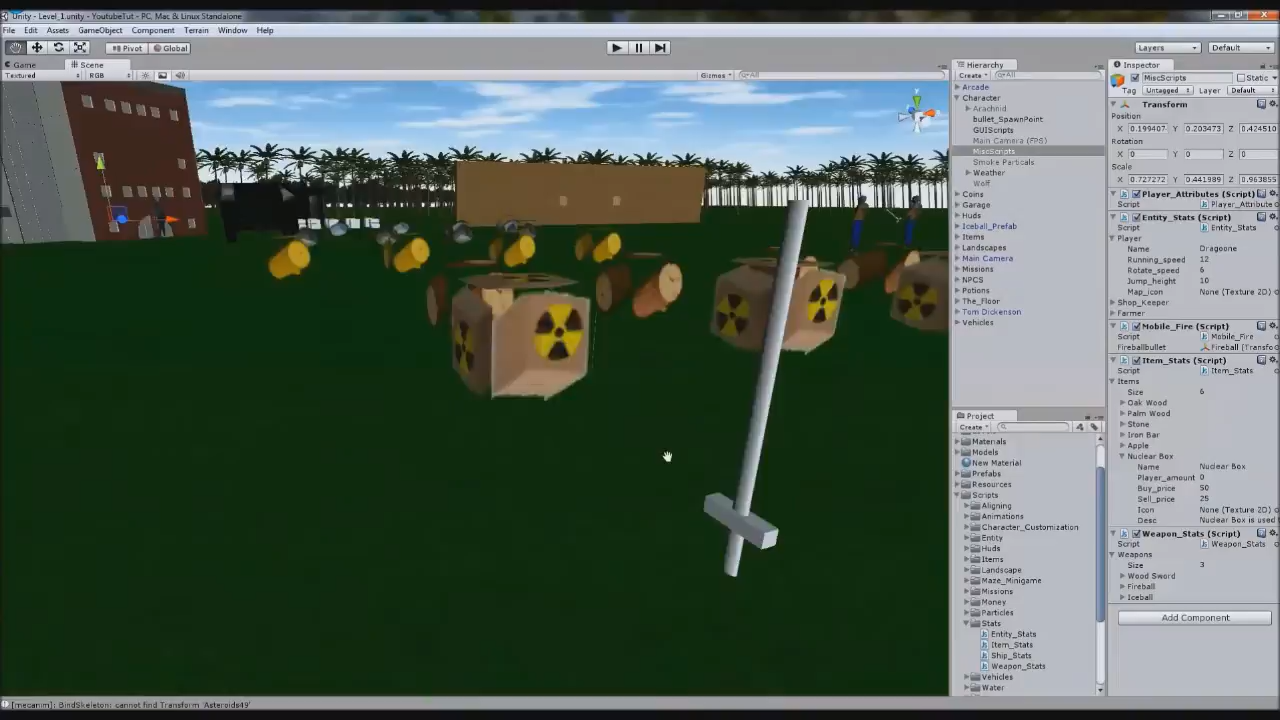 Unity - Level_1.unity - YoutubeTut - PC, Mac & Linux Standalone
File Edit Assets GameObject Component Terrain Window Help
Pivot Global Layers Default
Game Scene
Textured RGB Gizmos All
Hierarchy
Create All
Arcade
Character
Arachnid
bullet_SpawnPoint
GUIScripts
Main Camera (FPS)
MiscScripts
Smoke Particals
Weather
Wolf
Coins
Garage
Huds
Iceball_Prefab
Items
Landscapes
Main Camera
Missions
NPCS
Potions
The_Floor
Tom Dickenson
Vehicles
Project
Create
Materials
Models
New Material
Prefabs
Resources
Scripts
Aligning
Animations
Character_Customization
Entity
Huds
Items
Landscape
Maze_Minigame
Missions
Money
Particles
Stats
Entity_Stats
Item_Stats
Ship_Stats
Weapon_Stats
Vehicles
Water
Inspector
MiscScripts Static
Tag Untagged Layer Default
Transform
Position
X 0.199407 Y 0.203473 Z 0.424510
Rotation
X 0 Y 0 Z 0
Scale
X 0.727272 Y 0.441989 Z 0.963855
Player_Attributes (Script)
Script Player_Attribute
Entity_Stats (Script)
Script Entity_Stats
Player
Name Dragoone
Running_speed 12
Rotate_speed 6
Jump_height 10
Map_icon None (Texture 2D)
Shop_Keeper
Farmer
Mobile_Fire (Script)
Script Mobile_Fire
Fireballbullet Fireball (Transfo
Item_Stats (Script)
Script Item_Stats
Items
Size 6
Oak Wood
Palm Wood
Stone
Iron Bar
Apple
Nuclear Box
Name Nuclear Box
Player_amount 0
Buy_price 50
Sell_price 25
Icon None (Texture 2D)
Desc Nuclear Box is used
Weapon_Stats (Script)
Script Weapon_Stats
Weapons
Size 3
Wood Sword
Fireball
Iceball
Add Component
[mecanim]: BindSkeleton: cannot find Transform 'Asteroids49'